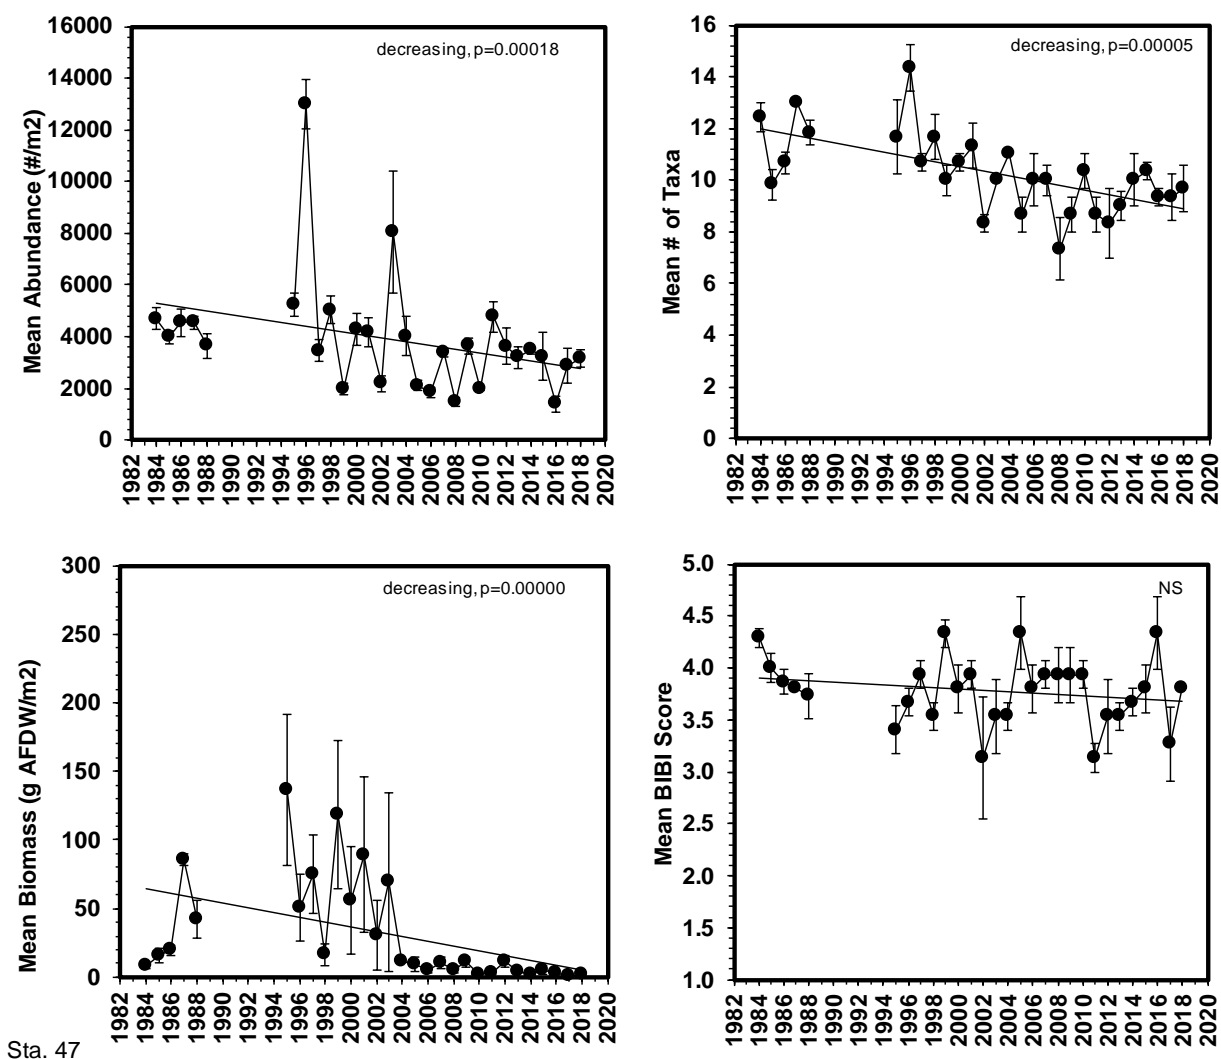 Mean Abundance (#/m2)
16000
14000
12000
10000
8000
6000
4000
2000
0
decreasing, p=0.00018
1982 1984 1986 1988 1990 1992 1994 1996 1998 2000 2002 2004 2006 2008 2010 2012 2014 2016 2018 2020
Mean # of Taxa
16
14
12
10
8
6
4
2
0
decreasing, p=0.00005
1982 1984 1986 1988 1990 1992 1994 1996 1998 2000 2002 2004 2006 2008 2010 2012 2014 2016 2018 2020
Mean Biomass (g AFDW/m2)
300
250
200
150
100
50
0
decreasing, p=0.00000
1982 1984 1986 1988 1990 1992 1994 1996 1998 2000 2002 2004 2006 2008 2010 2012 2014 2016 2018 2020
Mean BIBI Score
5.0
4.5
4.0
3.5
3.0
2.5
2.0
1.5
1.0
NS
1982 1984 1986 1988 1990 1992 1994 1996 1998 2000 2002 2004 2006 2008 2010 2012 2014 2016 2018 2020
Sta. 47